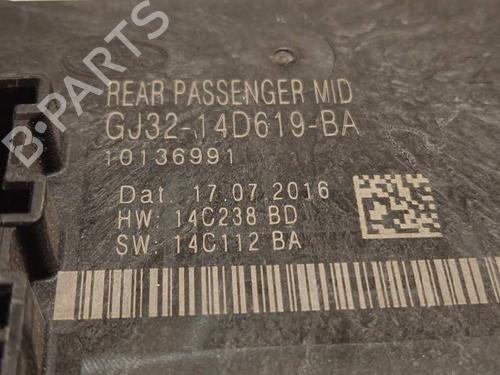 B-PARTS
REAR PASSENGER MID
GJ32-14D619-BA
10136991
Dat. 17.07.2016
HW: 14C238 BD
SW: 14C112 BA